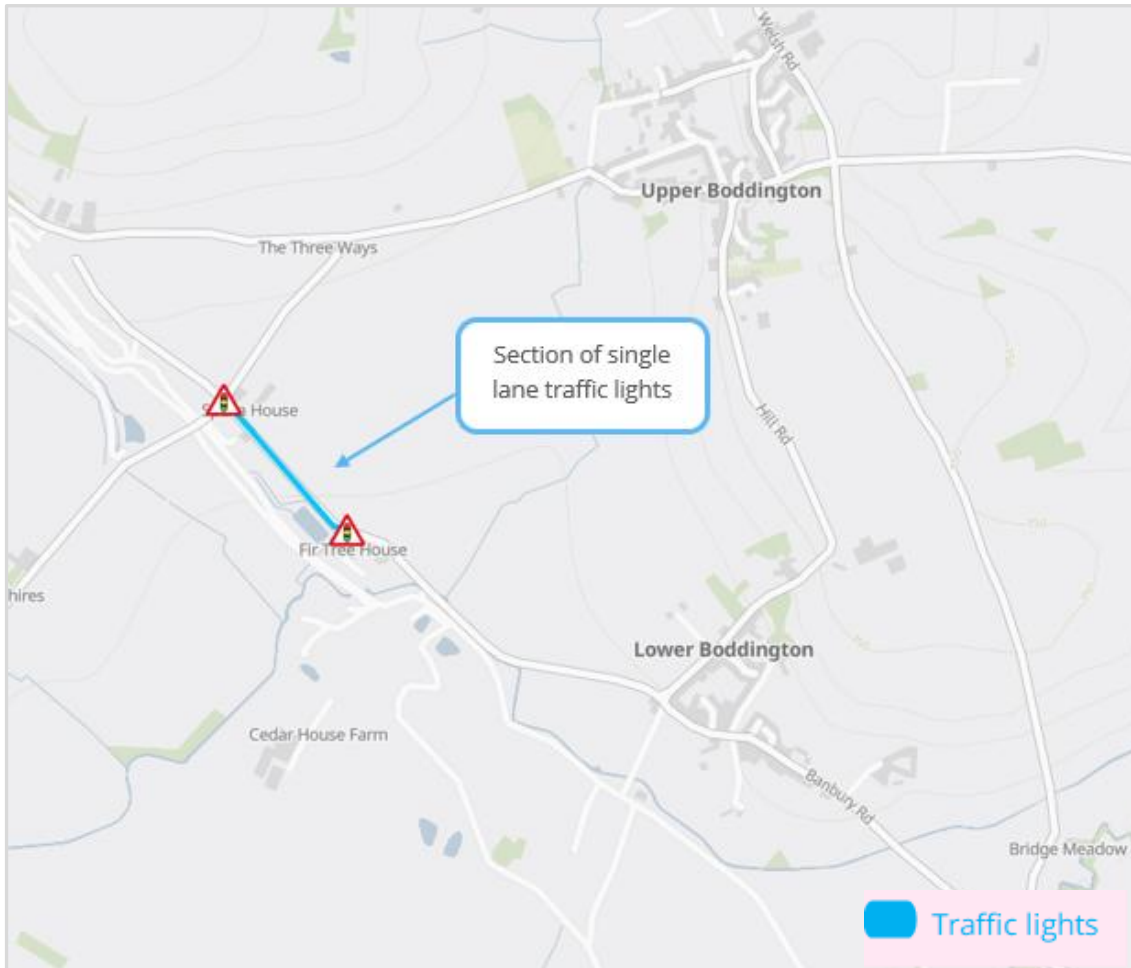 Welsh Rd
Upper Boddington
The Three Ways
Section of single
lane traffic lights
House
Hill Rd
Fir Tree House
hires
Lower Boddington
Cedar House Farm
Banbury Rd
Bridge Meadow
Traffic lights